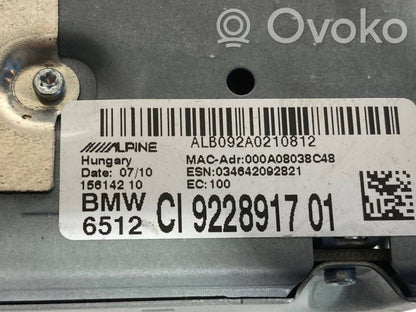 Ovoko
ALB092A0210812
ALPINE
MAC-Adr:000A08038C48
Hungary
ESN:034642092821
Date: 07/10
EC:100
156142 10
BMW
6512 CI 9228917 01